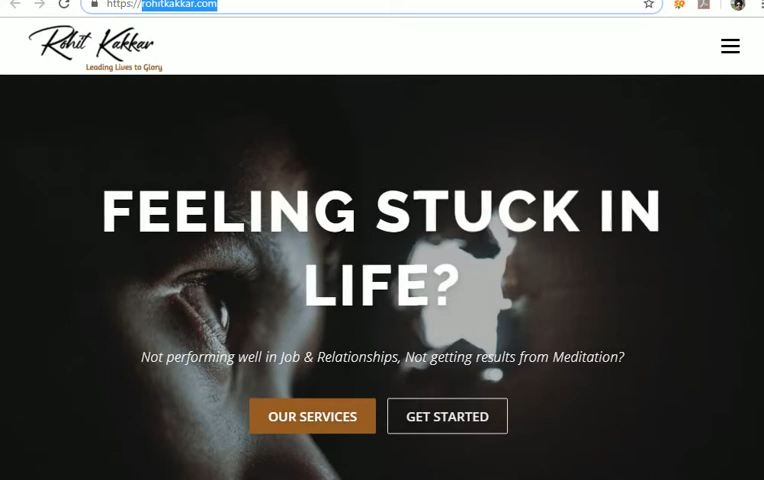 https://rohitkakkar.com
Rohit Kakkar
Leading Lives to Glory
FEELING STUCK IN
LIFE?
Not performing well in Job & Relationships, Not getting results from Meditation?
OUR SERVICES
GET STARTED